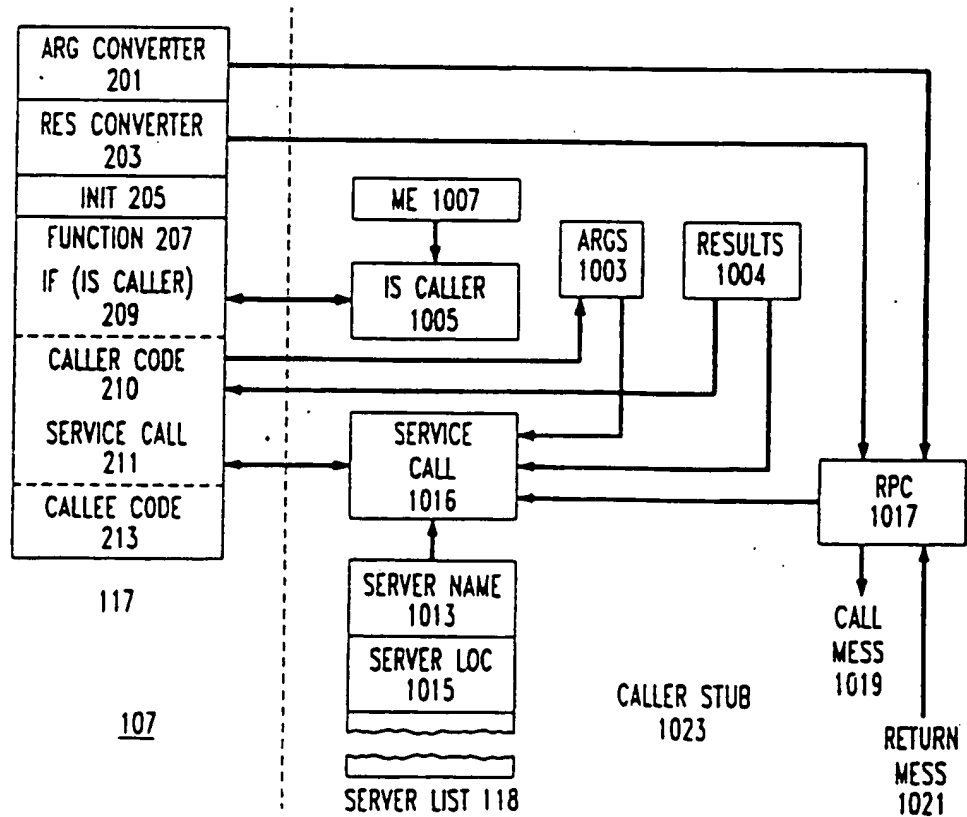 ARG CONVERTER
201
RES CONVERTER
203
INIT 205
FUNCTION 207
IF (IS CALLER)
209
CALLER CODE
210
SERVICE CALL
211
CALLEE CODE
213
117
107
ME 1007
IS CALLER
1005
ARGS
1003
RESULTS
1004
SERVICE
CALL
1016
SERVER NAME
1013
SERVER LOC
1015
SERVER LIST 118
RPC
1017
CALL
MESS
1019
CALLER STUB
1023
RETURN
MESS
1021